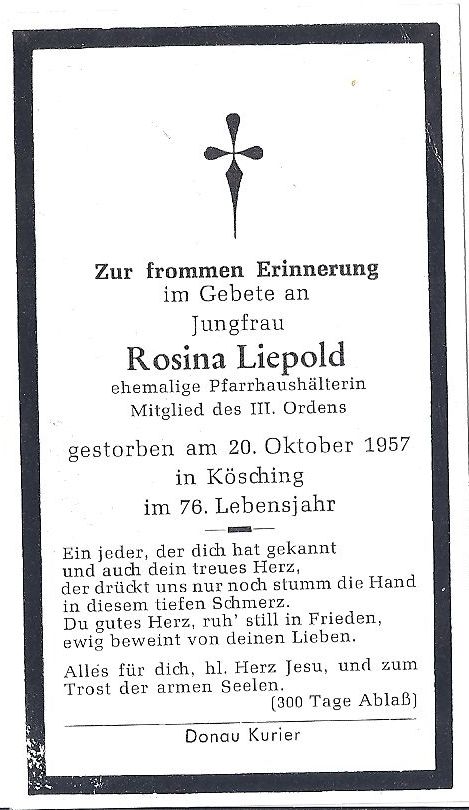 Zur frommen Erinnerung
im Gebete an
Jungfrau
Rosina Liepold
ehemalige Pfarrhaushälterin
Mitglied des III. Ordens
gestorben am 20. Oktober 1957
in Kösching
im 76. Lebensjahr
Ein jeder, der dich hat gekannt
und auch dein treues Herz,
der drückt uns nur noch stumm die Hand
in diesem tiefen Schmerz.
Du gutes Herz, ruh' still in Frieden,
ewig beweint von deinen Lieben.
Alles für dich, hl. Herz Jesu, und zum
Trost der armen Seelen.
(300 Tage Ablaß)
Donau Kurier